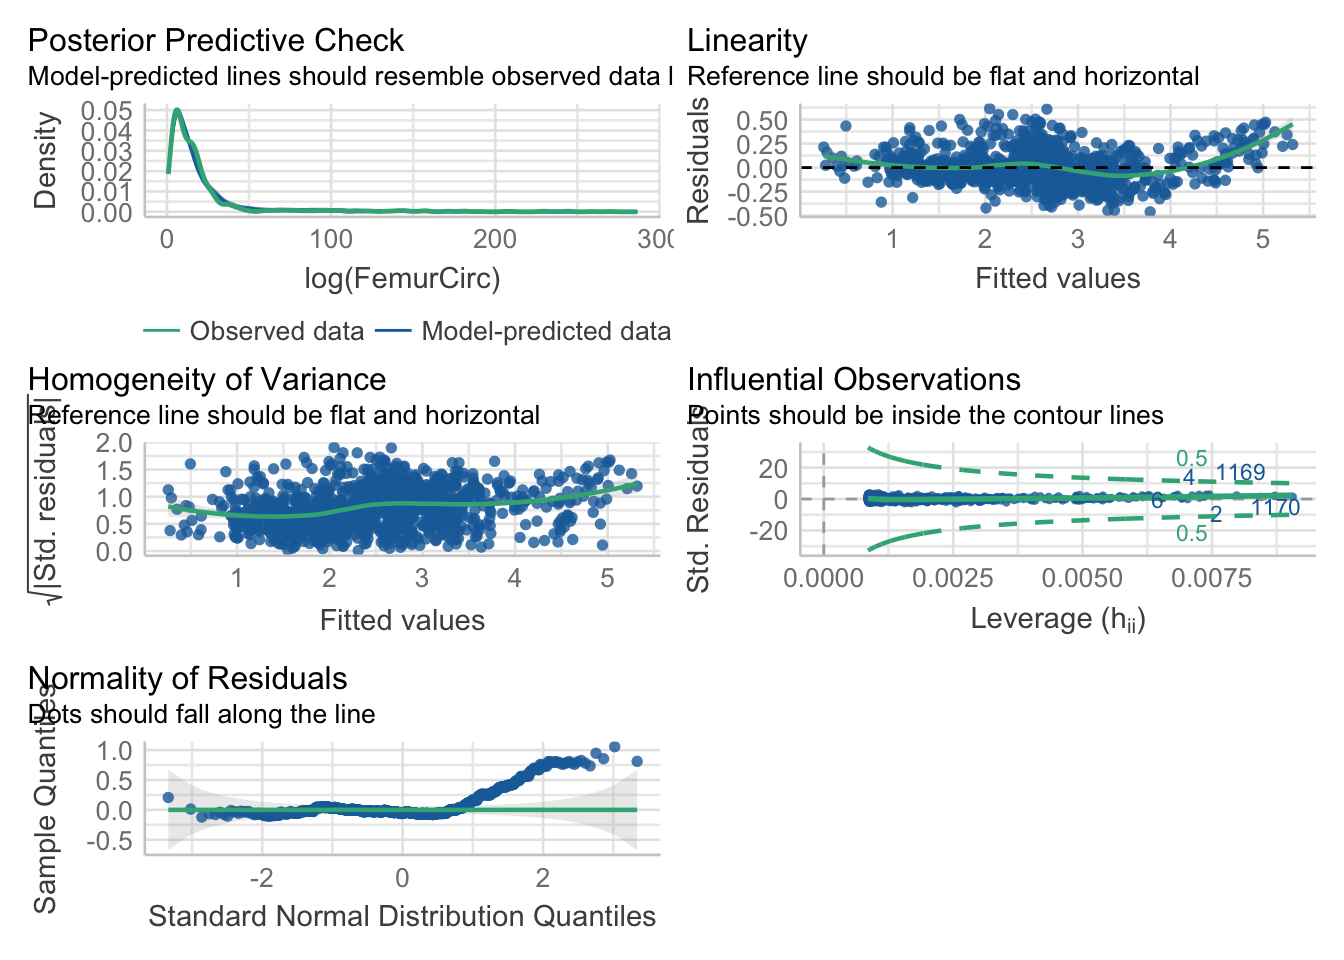 Posterior Predictive Check
Model-predicted lines should resemble observed data l
Density
0.05
0.04
0.03
0.02
0.01
0.00
0
100
200
300
log(FemurCirc)
Observed data
Model-predicted data
Linearity
Reference line should be flat and horizontal
Residuals
0.50
0.25
0.00
-0.25
-0.50
1
2
3
4
5
Fitted values
Homogeneity of Variance
Reference line should be flat and horizontal
√|Std. residuals|
2.0
1.5
1.0
0.5
0.0
1
2
3
4
5
Fitted values
Influential Observations
Points should be inside the contour lines
Std. Residuals
20
0
-20
0.5
4
1169
6
2
1170
0.5
0.0000
0.0025
0.0050
0.0075
Leverage (hii)
Normality of Residuals
Dots should fall along the line
Sample Quantiles
1.0
0.5
0.0
-0.5
-2
0
2
Standard Normal Distribution Quantiles